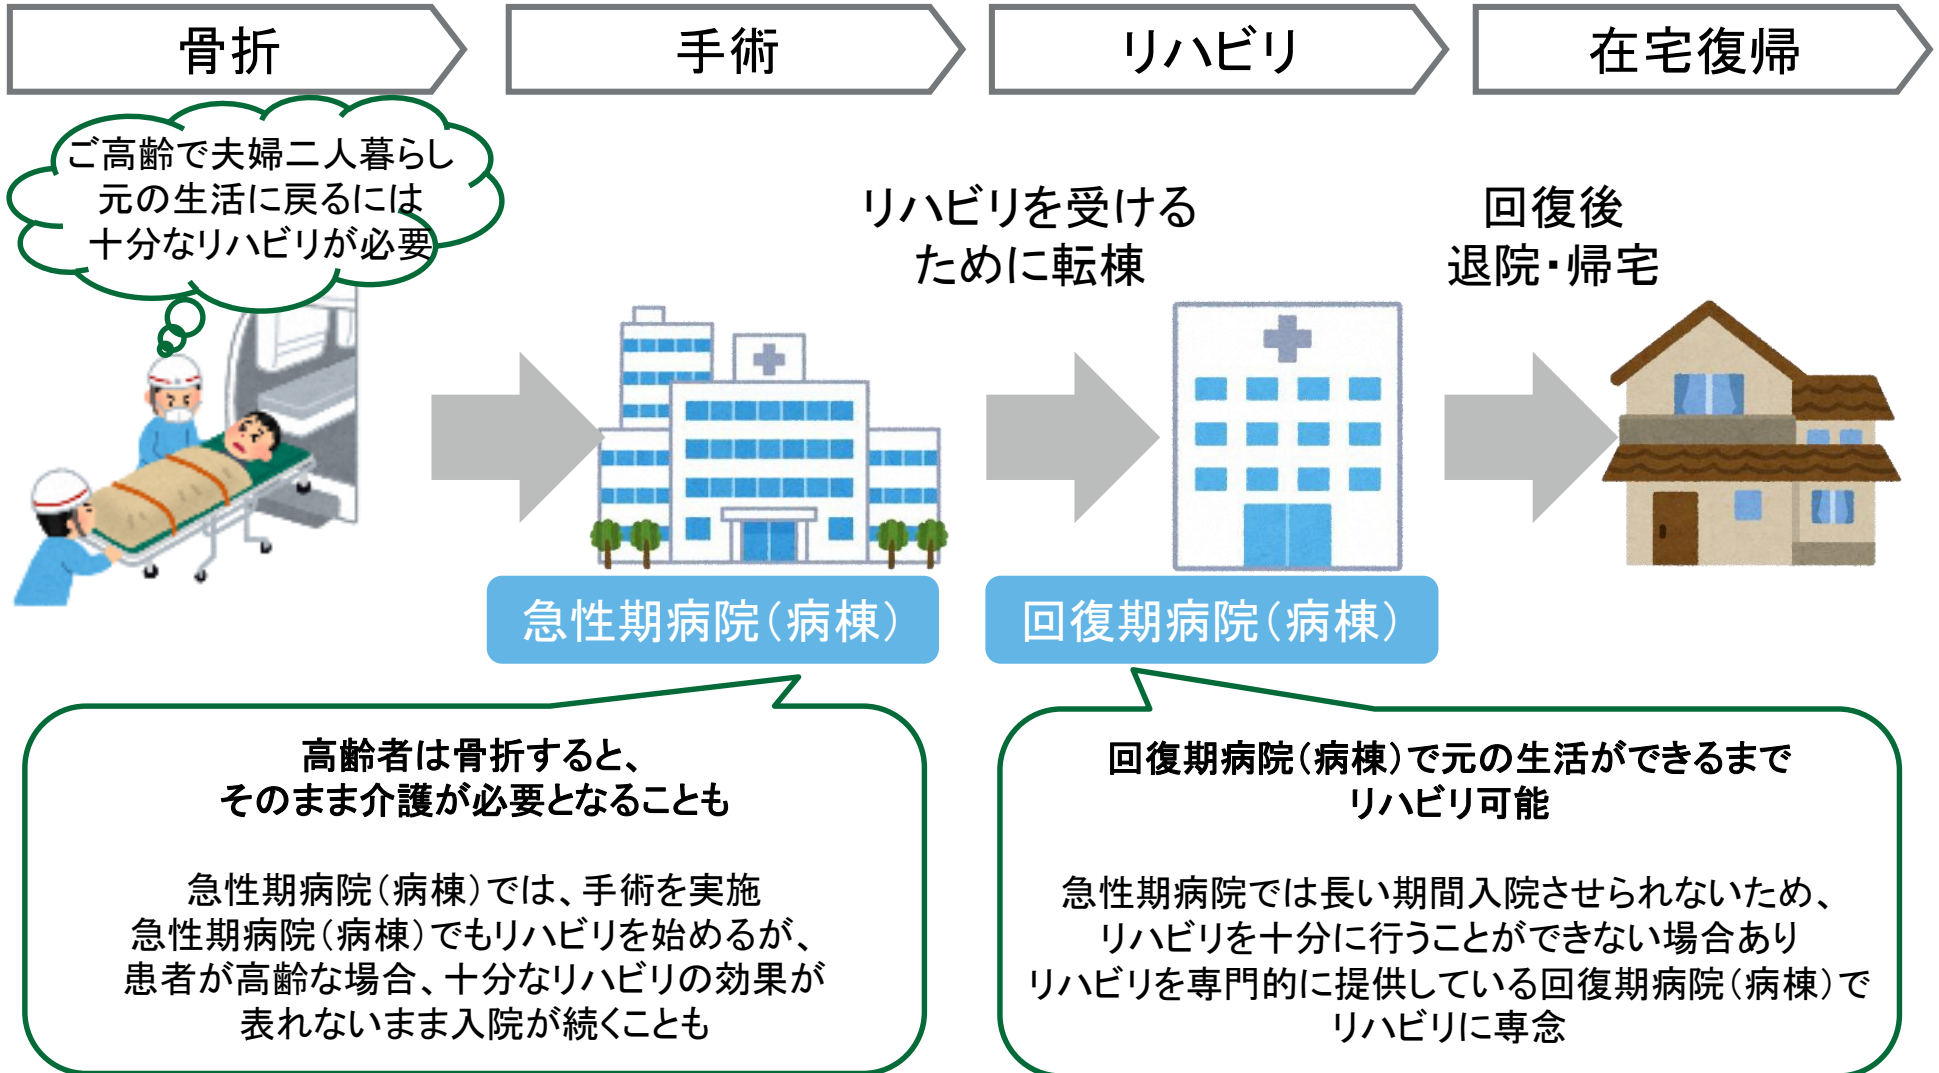 骨折
手術
リハビリ
在宅復帰
ご高齢で夫婦二人暮らし
元の生活に戻るには
十分なリハビリが必要
リハビリを受ける
ために転棟
回復後
退院・帰宅
急性期病院(病棟)
回復期病院(病棟)
高齢者は骨折すると、
そのまま介護が必要となることも
急性期病院(病棟)では、手術を実施
急性期病院(病棟)でもリハビリを始めるが、
患者が高齢な場合、十分なリハビリの効果が
表れないまま入院が続くことも
回復期病院(病棟)で元の生活ができるまで
リハビリ可能
急性期病院では長い期間入院させられないため、
リハビリを十分に行うことができない場合あり
リハビリを専門的に提供している回復期病院(病棟)で
リハビリに専念